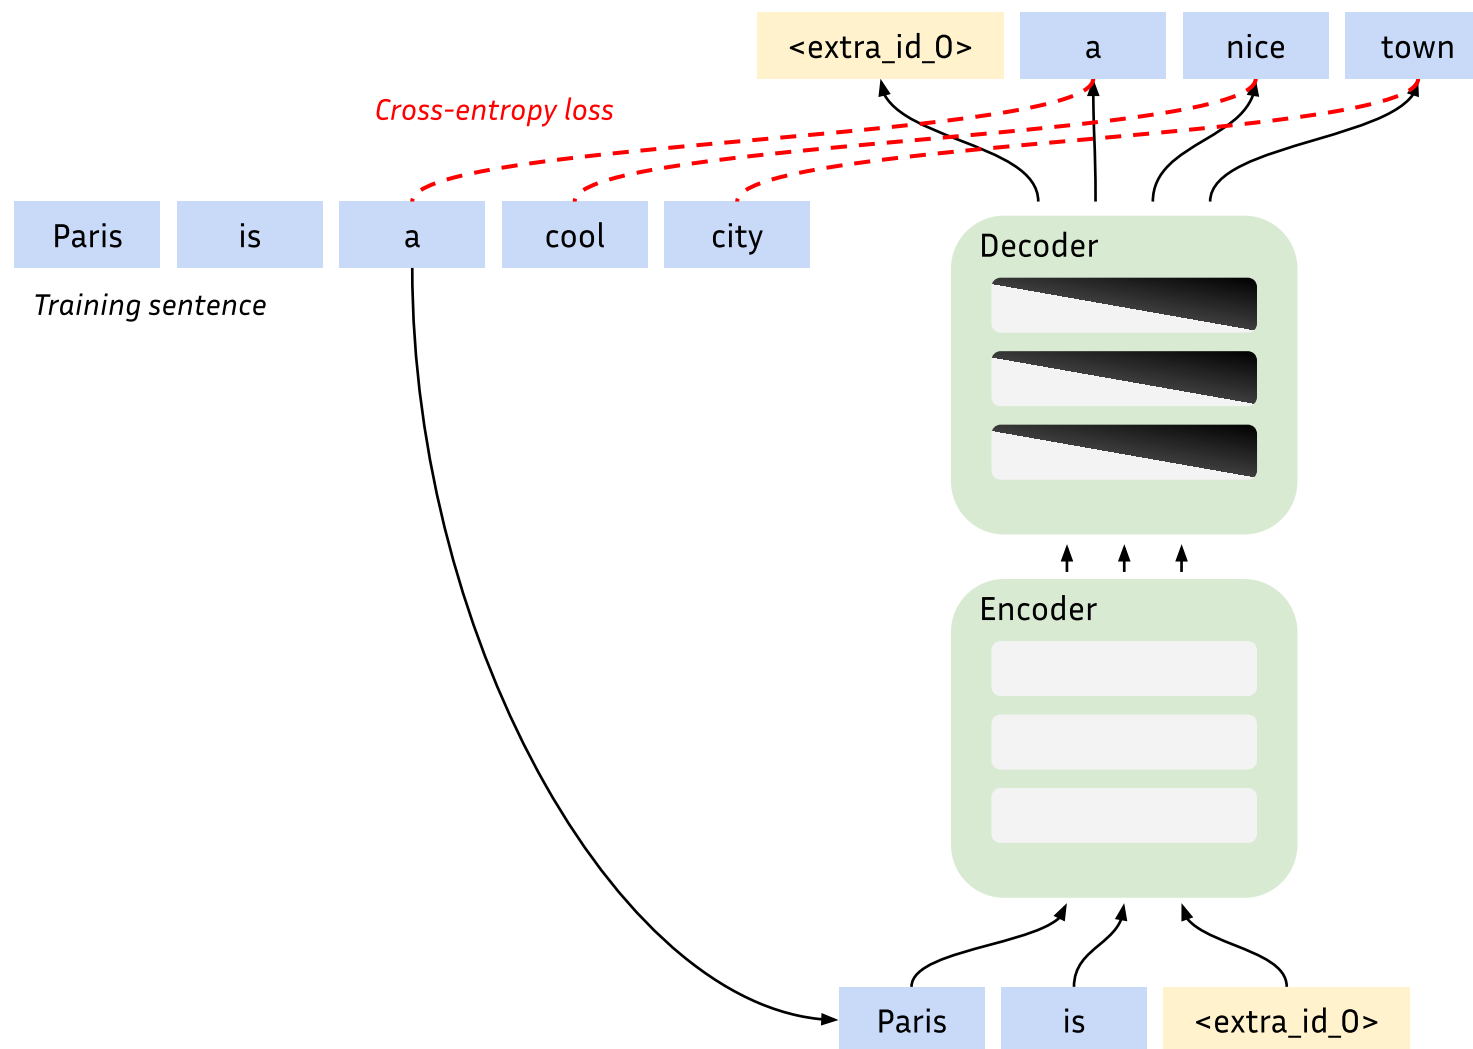 <extra_id_0> a nice town
Cross-entropy loss
Paris is a cool city
Training sentence
Decoder
Encoder
Paris is <extra_id_0>